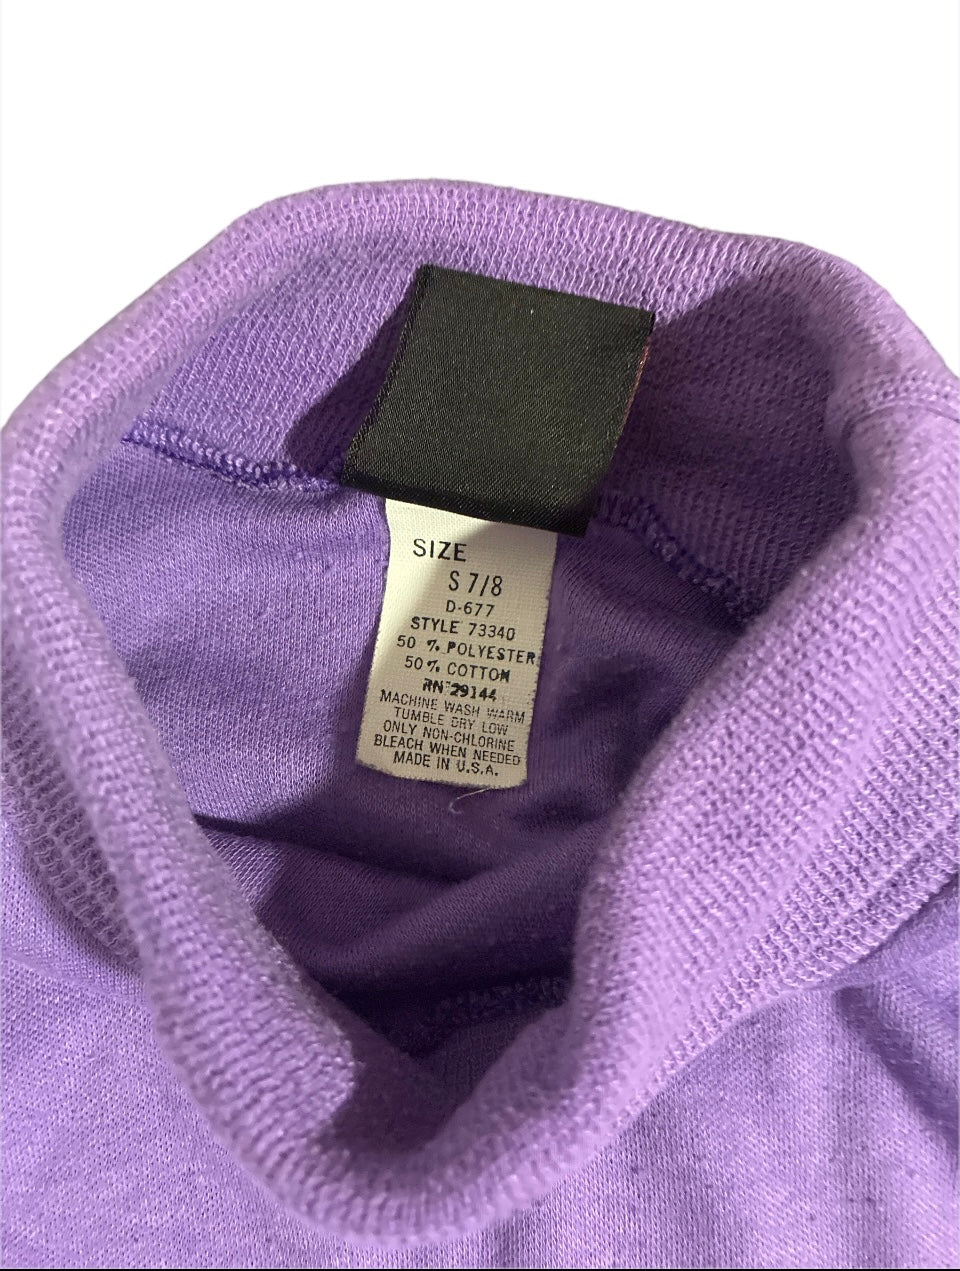 SIZE
S 7/8
D-677
STYLE 73340
50 % POLYESTER
50% COTTON
RN 29144
MACHINE WASH WARM
TUMBLE DRY LOW
ONLY NON-CHLORINE
BLEACH WHEN NEEDED
MADE IN U.S.A.